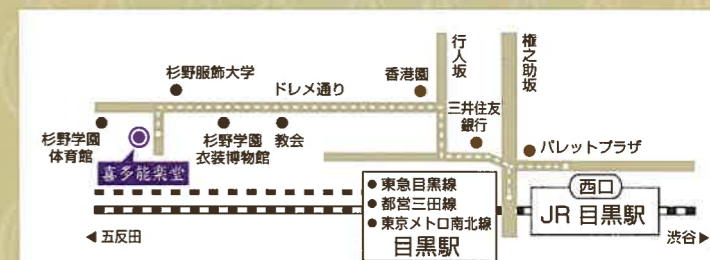 行人坂
権之助坂
杉野服飾大学
ドレメ通り
香港園
三井住友
銀行
杉野学園
体育館
喜多能楽堂
杉野学園
衣装博物館
教会
パレットプラザ
● 東急目黒線
● 都営三田線
● 東京メトロ南北線
目黒駅
西口
JR 目黒駅
◀ 五反田
渋谷 ▶